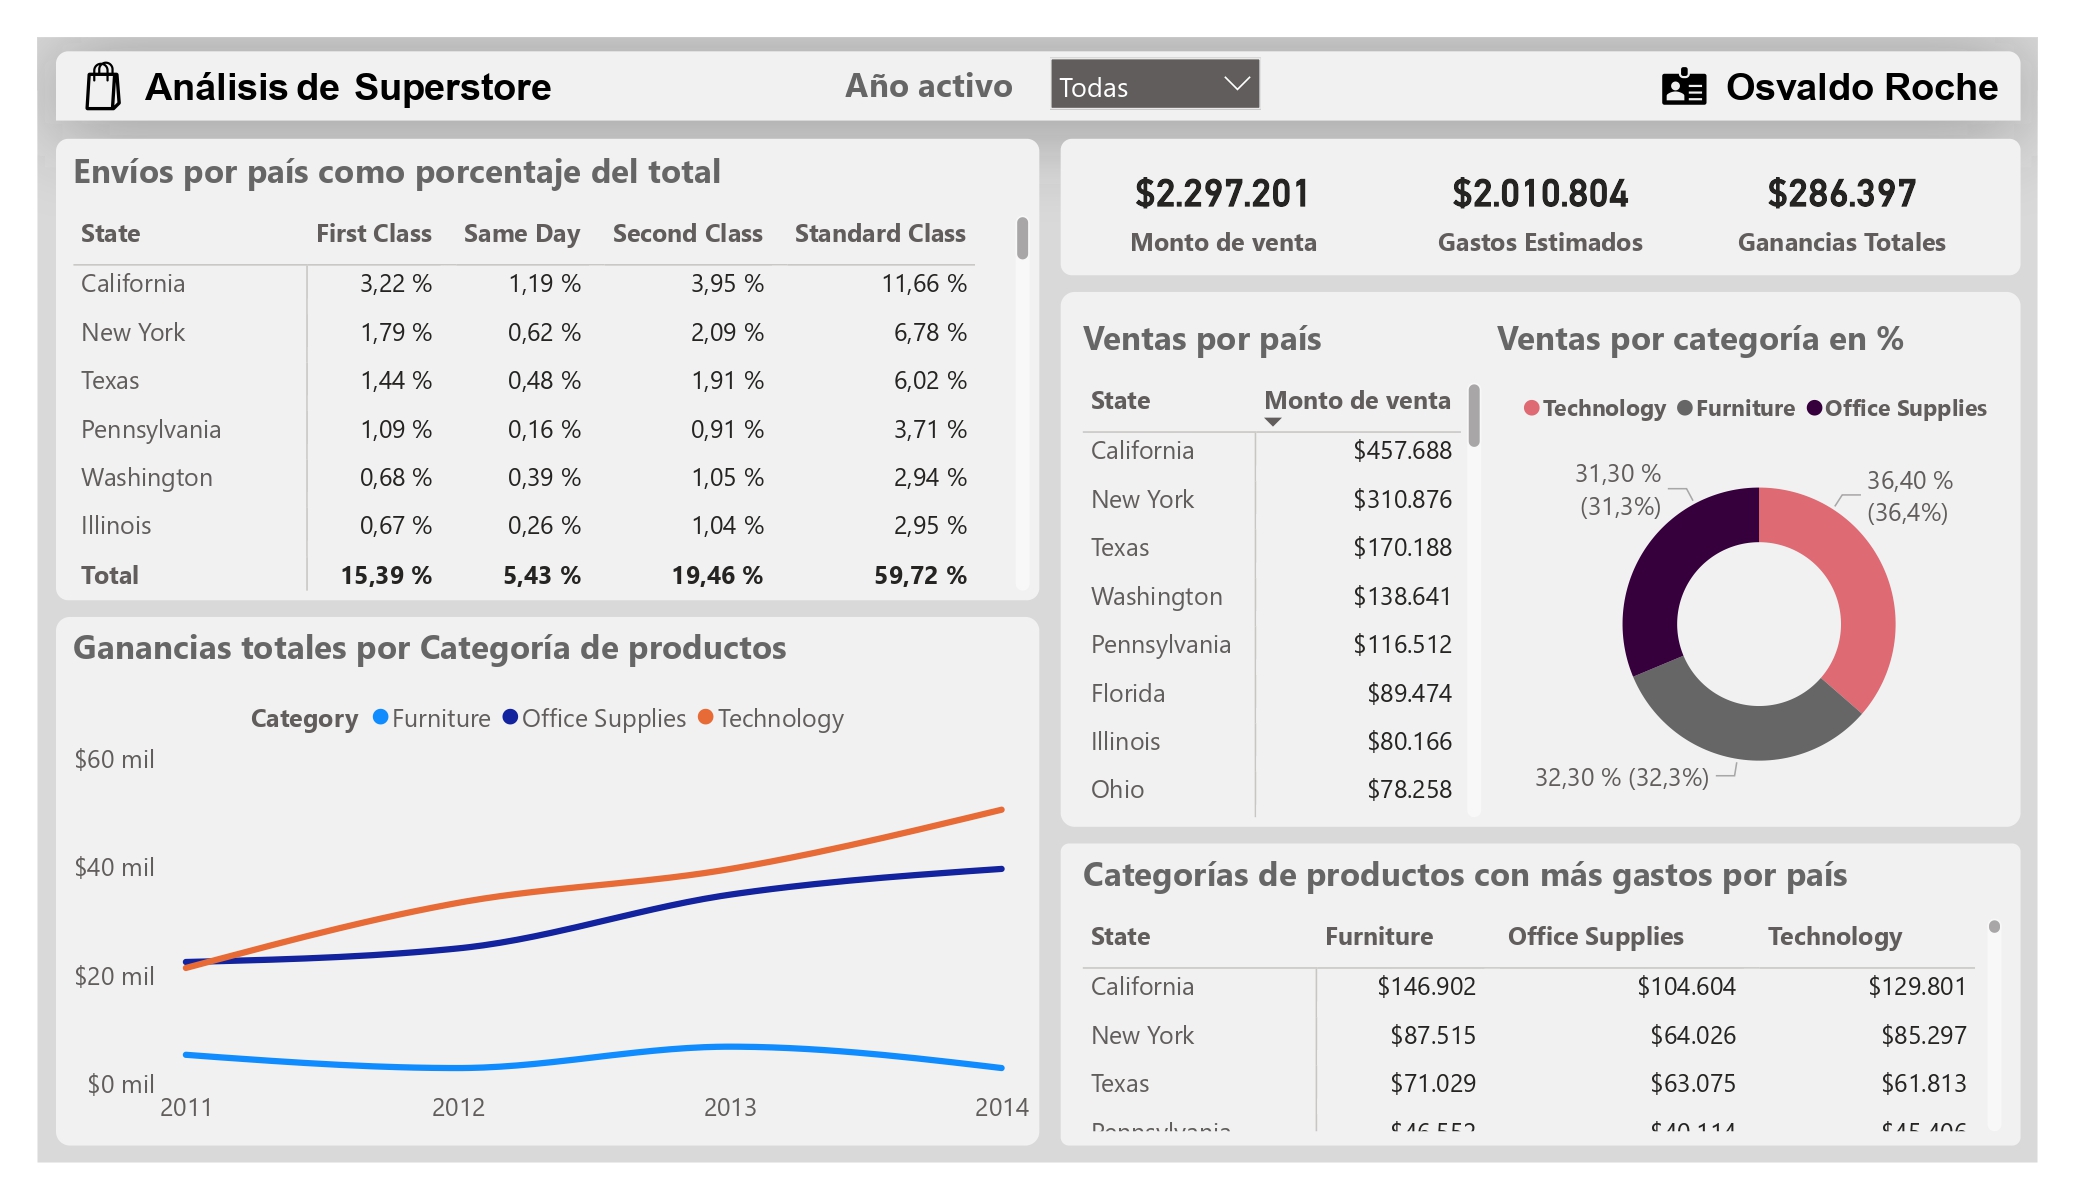 Análisis de Superstore
Año activo
Todas
Osvaldo Roche
Envíos por país como porcentaje del total
State First Class Same Day Second Class Standard Class
California 3,22 % 1,19 % 3,95 % 11,66 %
New York 1,79 % 0,62 % 2,09 % 6,78 %
Texas 1,44 % 0,48 % 1,91 % 6,02 %
Pennsylvania 1,09 % 0,16 % 0,91 % 3,71 %
Washington 0,68 % 0,39 % 1,05 % 2,94 %
Illinois 0,67 % 0,26 % 1,04 % 2,95 %
Total 15,39 % 5,43 % 19,46 % 59,72 %
$2.297.201 $2.010.804 $286.397
Monto de venta Gastos Estimados Ganancias Totales
Ventas por país
State Monto de venta
California $457.688
New York $310.876
Texas $170.188
Washington $138.641
Pennsylvania $116.512
Florida $89.474
Illinois $80.166
Ohio $78.258
Ventas por categoría en %
Technology Furniture Office Supplies
31,30 %
(31,3%)
36,40 %
(36,4%)
32,30 % (32,3%)
Ganancias totales por Categoría de productos
Category Furniture Office Supplies Technology
$60 mil
$40 mil
$20 mil
$0 mil
2011 2012 2013 2014
Categorías de productos con más gastos por país
State Furniture Office Supplies Technology
California $146.902 $104.604 $129.801
New York $87.515 $64.026 $85.297
Texas $71.029 $63.075 $61.813
Pennsylvania $46.552 $40.114 $45.406